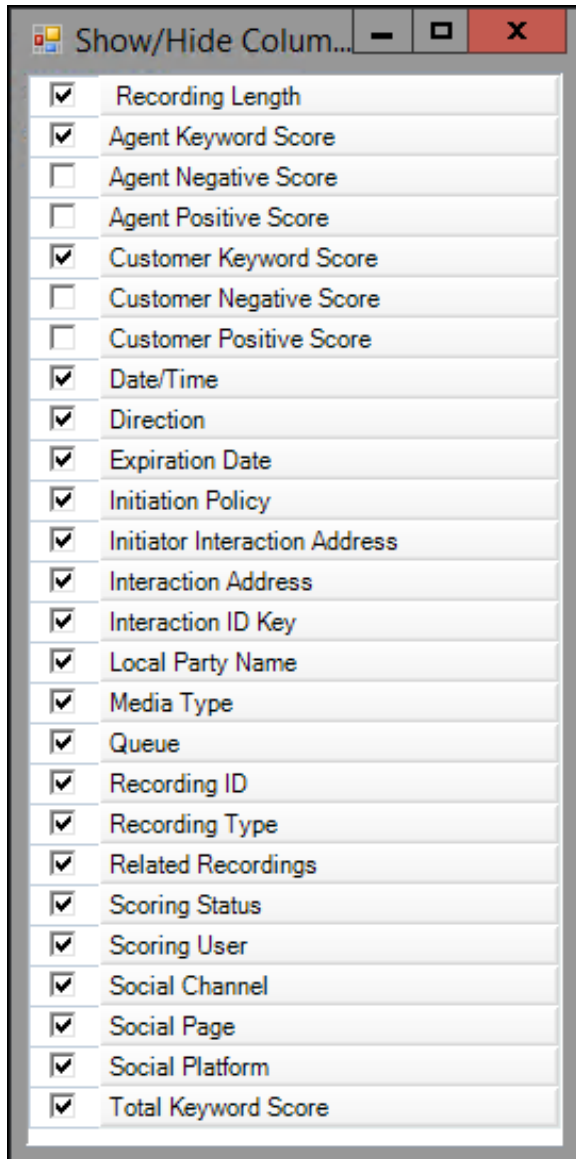 Show/Hide Colum...
Recording Length
Agent Keyword Score
Agent Negative Score
Agent Positive Score
Customer Keyword Score
Customer Negative Score
Customer Positive Score
Date/Time
Direction
Expiration Date
Initiation Policy
Initiator Interaction Address
Interaction Address
Interaction ID Key
Local Party Name
Media Type
Queue
Recording ID
Recording Type
Related Recordings
Scoring Status
Scoring User
Social Channel
Social Page
Social Platform
Total Keyword Score